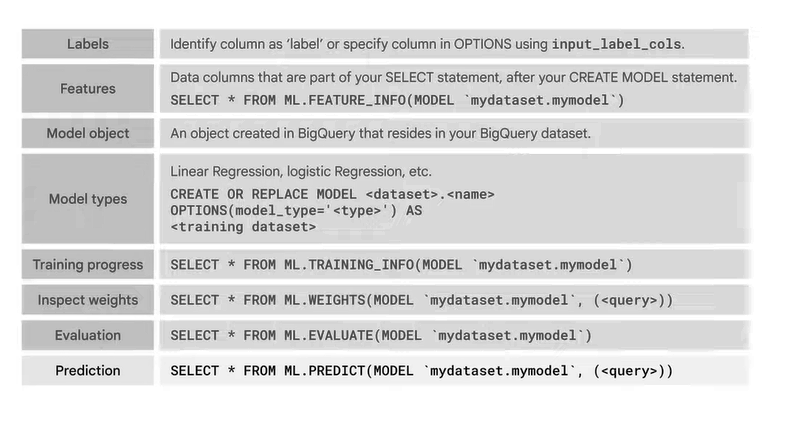 Labels
Identify column as ‘label’ or specify column in OPTIONS using input_label_cols.
Features
Data columns that are part of your SELECT statement, after your CREATE MODEL statement.
SELECT * FROM ML.FEATURE_INFO(MODEL `mydataset.mymodel`)
Model object
An object created in BigQuery that resides in your BigQuery dataset.
Model types
Linear Regression, logistic Regression, etc.
CREATE OR REPLACE MODEL <dataset>.<name>
OPTIONS(model_type='<type>') AS
<training dataset>
Training progress
SELECT * FROM ML.TRAINING_INFO(MODEL `mydataset.mymodel`)
Inspect weights
SELECT * FROM ML.WEIGHTS(MODEL `mydataset.mymodel`, (<query>))
Evaluation
SELECT * FROM ML.EVALUATE(MODEL `mydataset.mymodel`)
Prediction
SELECT * FROM ML.PREDICT(MODEL `mydataset.mymodel`, (<query>))